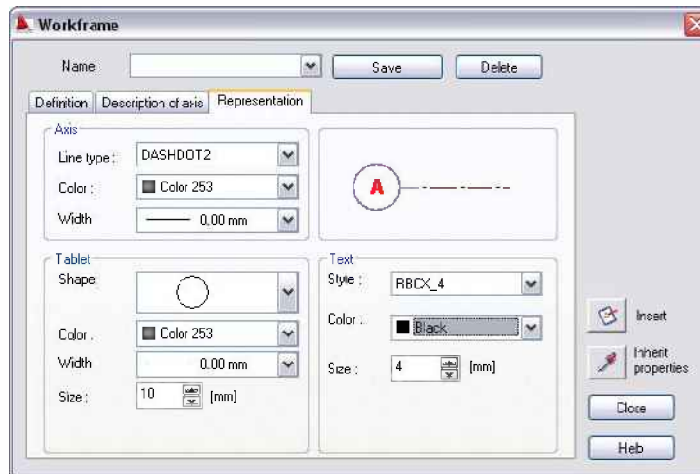 Workframe
Name Save Delete
Definition Description of axis Representation
Axis
Line type : DASHDOT2
Color : Color 253
Width 0.00 mm
A
Tablet
Shape
Color . Color 253
Width 0.00 mm
Size : 10 [mm]
Text
Style : RBCX_4
Color . Black
Size : 4 [mm]
Insert
Inherit
properties
Close
Help